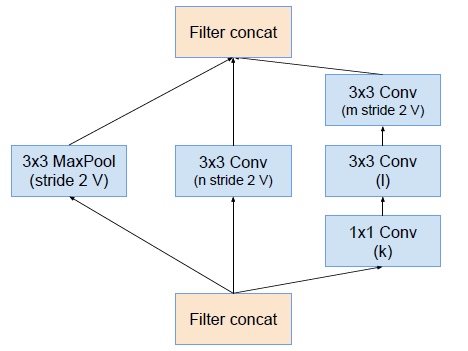 Filter concat
3x3 Conv
(m stride 2 V)
3x3 MaxPool
(stride 2 V)
3x3 Conv
(n stride 2 V)
3x3 Conv
(l)
1x1 Conv
(k)
Filter concat